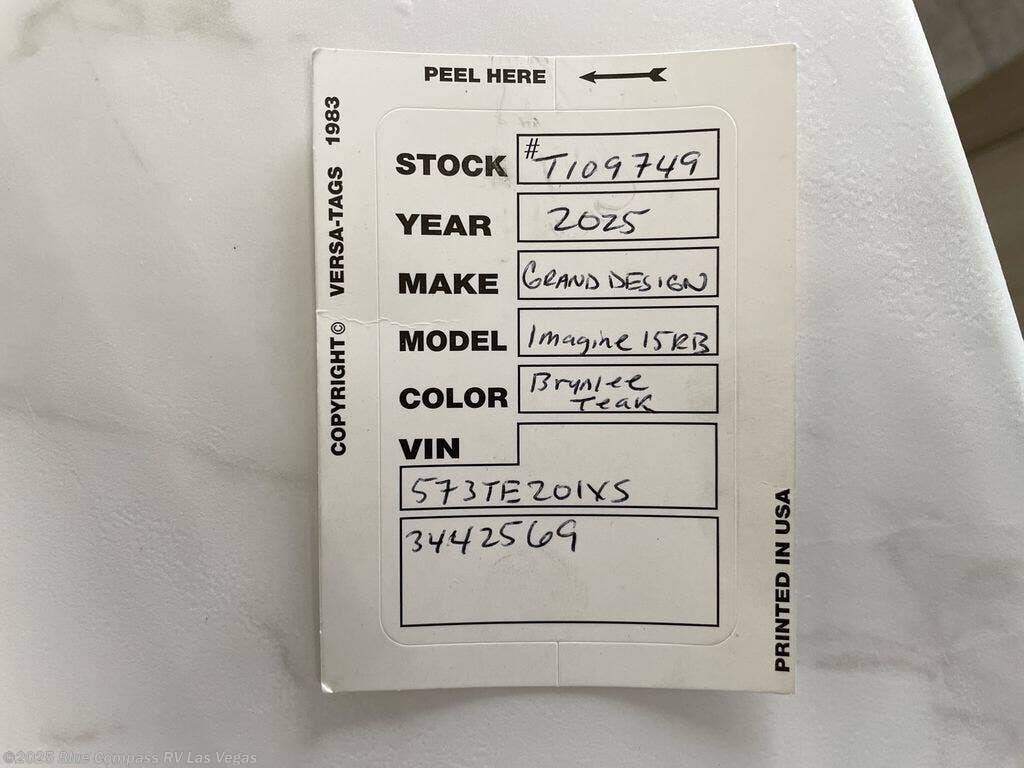 PEEL HERE
COPYRIGHT © VERSA-TAGS 1983
STOCK # T109749
YEAR 2025
MAKE GRAND DESIGN
MODEL Imagine 15RB
COLOR Brynlee
Teak
VIN
573TE201XS
3442569
PRINTED IN USA
©2025 Blue Compass RV Las Vegas